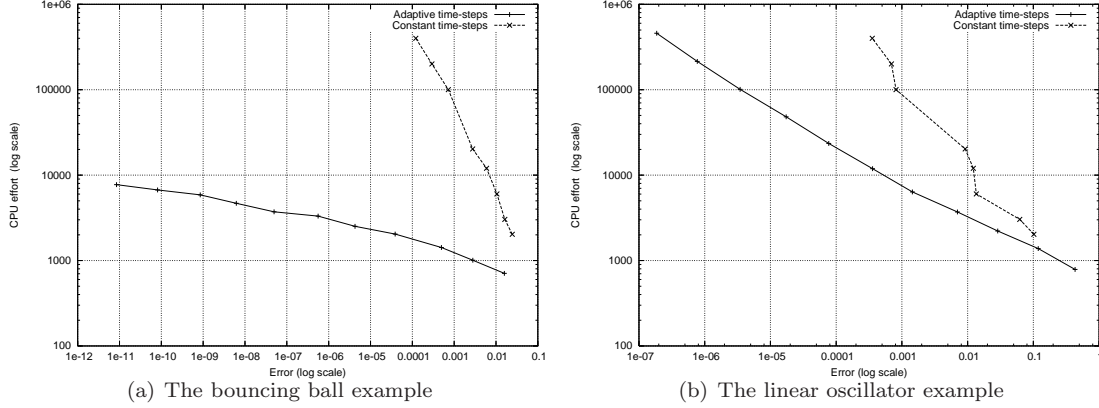 1e+06
100000
10000
1000
100
CPU effort (log scale)
Adaptive time-steps
Constant time-steps
1e-12 1e-11 1e-10 1e-09 1e-08 1e-07 1e-06 1e-05 0.0001 0.001 0.01 0.1
Error (log scale)
(a) The bouncing ball example
1e+06
100000
10000
1000
100
CPU effort (log scale)
Adaptive time-steps
Constant time-steps
1e-07 1e-06 1e-05 0.0001 0.001 0.01 0.1 1
Error (log scale)
(b) The linear oscillator example